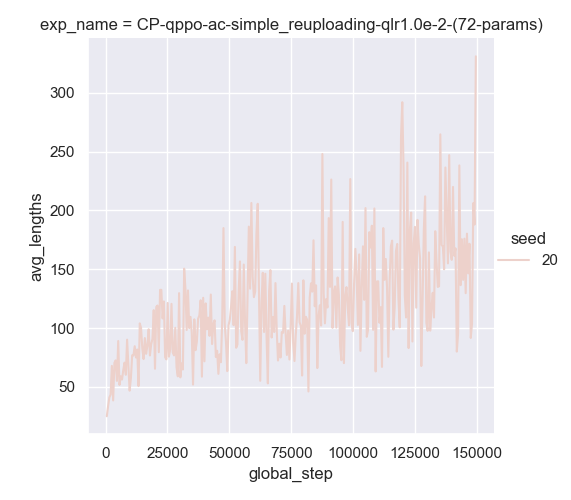 exp_name = CP-qppo-ac-simple_reuploading-qlr1.0e-2-(72-params)
300
250
200
150
100
50
avg_lengths
seed
20
0 25000 50000 75000 100000 125000 150000
global_step